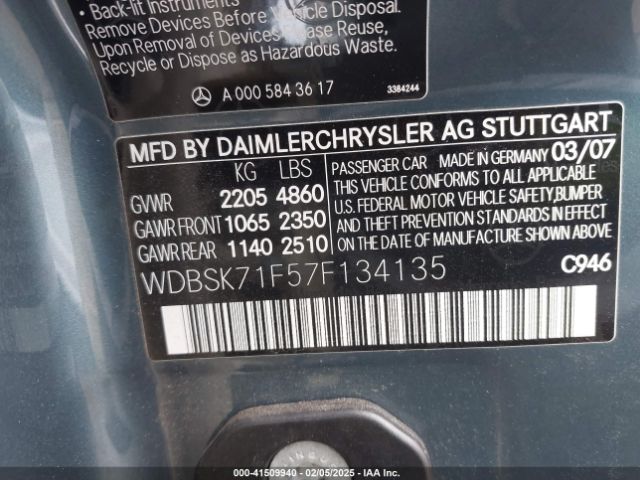 • Back-lit Instruments
Remove Devices Before Vehicle Disposal.
Upon Removal of Devices Please Reuse,
Recycle or Dispose as Hazardous Waste.
A 000 584 36 17 3384244
MFD BY DAIMLERCHRYSLER AG STUTTGART
KG LBS
GVWR 2205 4860
GAWR FRONT 1065 2350
GAWR REAR 1140 2510
PASSENGER CAR MADE IN GERMANY 03/07
THIS VEHICLE CONFORMS TO ALL APPLICABLE
U.S. FEDERAL MOTOR VEHICLE SAFETY,BUMPER
AND THEFT PREVENTION STANDARDS IN EFFECT
ON THE DATE OF MANUFACTURE SHOWN ABOVE
WDBSK71F57F134135 C946
000-41509940 - 02/05/2025 - IAA Inc.